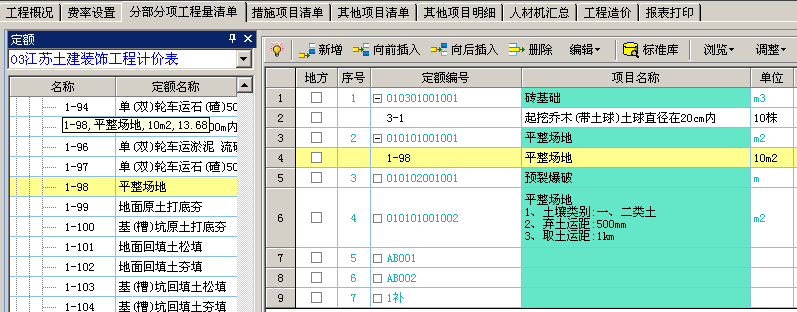 工程概况 费率设置 分部分项工程量清单 措施项目清单 其他项目清单 其他项目明细 人材机汇总 工程造价 报表打印
定额
03江苏土建装饰工程计价表
名称 定额名称
1-94 单(双)轮车运石(碴)50
1-98,平整场地,10m2,13.68 00m内
1-96 单(双)轮车运淤泥 流砂
1-97 单(双)轮车运石(碴)50
1-98 平整场地
1-99 地面原土打底夯
1-100 基(槽)坑原土打底夯
1-101 地面回填土松填
1-102 地面回填土夯填
1-103 基(槽)坑回填土松填
1-104 基(槽)坑回填土夯填
新增 向前插入 向后插入 删除 编辑 标准库 浏览 调整
地方 序号 定额编号 项目名称 单位
1 1 010301001001 砖基础 m3
2 3-1 起挖乔木(带土球)土球直径在20cm内 10株
3 2 010101001001 平整场地 m2
4 1-98 平整场地 10m2
5 3 010102001001 预裂爆破 m
6 4 010101001002 平整场地 m2
1、土壤类别:一、二类土
2、弃土运距:500mm
3、取土运距:1km
7 5 AB001
8 6 AB002
9 7 1补